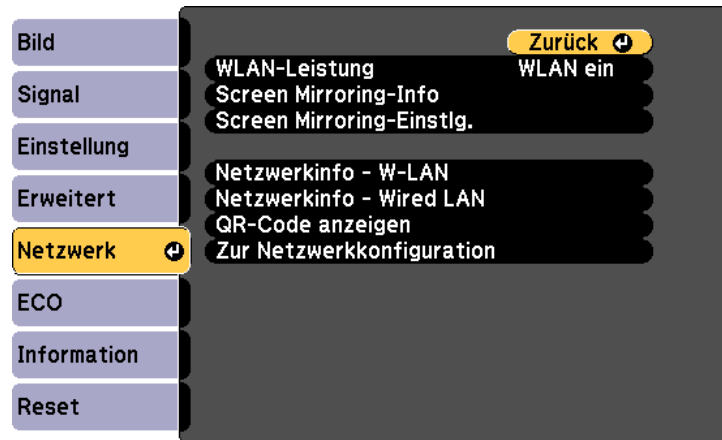 Bild
Signal
Einstellung
Erweitert
Netzwerk
ECO
Information
Reset
Zurück
WLAN-Leistung WLAN ein
Screen Mirroring-Info
Screen Mirroring-Einstlg.
Netzwerkinfo - W-LAN
Netzwerkinfo - Wired LAN
QR-Code anzeigen
Zur Netzwerkkonfiguration